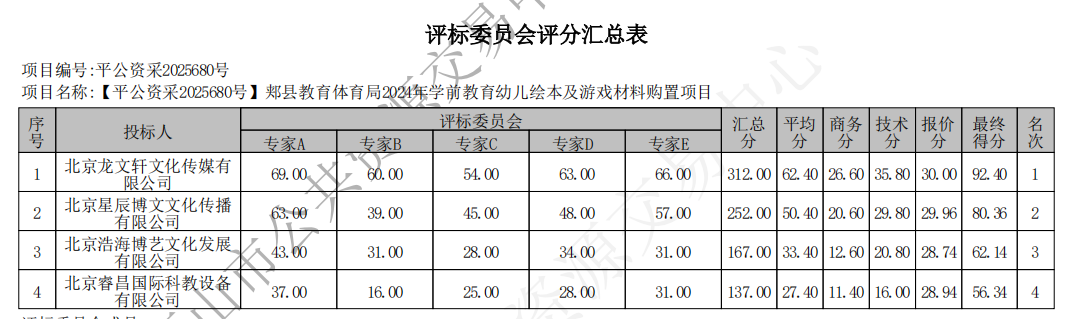 评标委员会评分汇总表
项目编号:平公资采2025680号
项目名称:【平公资采2025680号】郏县教育体育局2024年学前教育幼儿绘本及游戏材料购置项目
序号 投标人 评标委员会 汇总分 平均分 商务分 技术分 报价分 最终得分 名次
专家A 专家B 专家C 专家D 专家E
1 北京龙文轩文化传媒有限公司 69.00 60.00 54.00 63.00 66.00 312.00 62.40 26.60 35.80 30.00 92.40 1
2 北京星辰博文文化传播有限公司 63.00 39.00 45.00 48.00 57.00 252.00 50.40 20.60 29.80 29.96 80.36 2
3 北京浩海博艺文化发展有限公司 43.00 31.00 28.00 34.00 31.00 167.00 33.40 12.60 20.80 28.74 62.14 3
4 北京睿昌国际科教设备有限公司 37.00 16.00 25.00 28.00 31.00 137.00 27.40 11.40 16.00 28.94 56.34 4